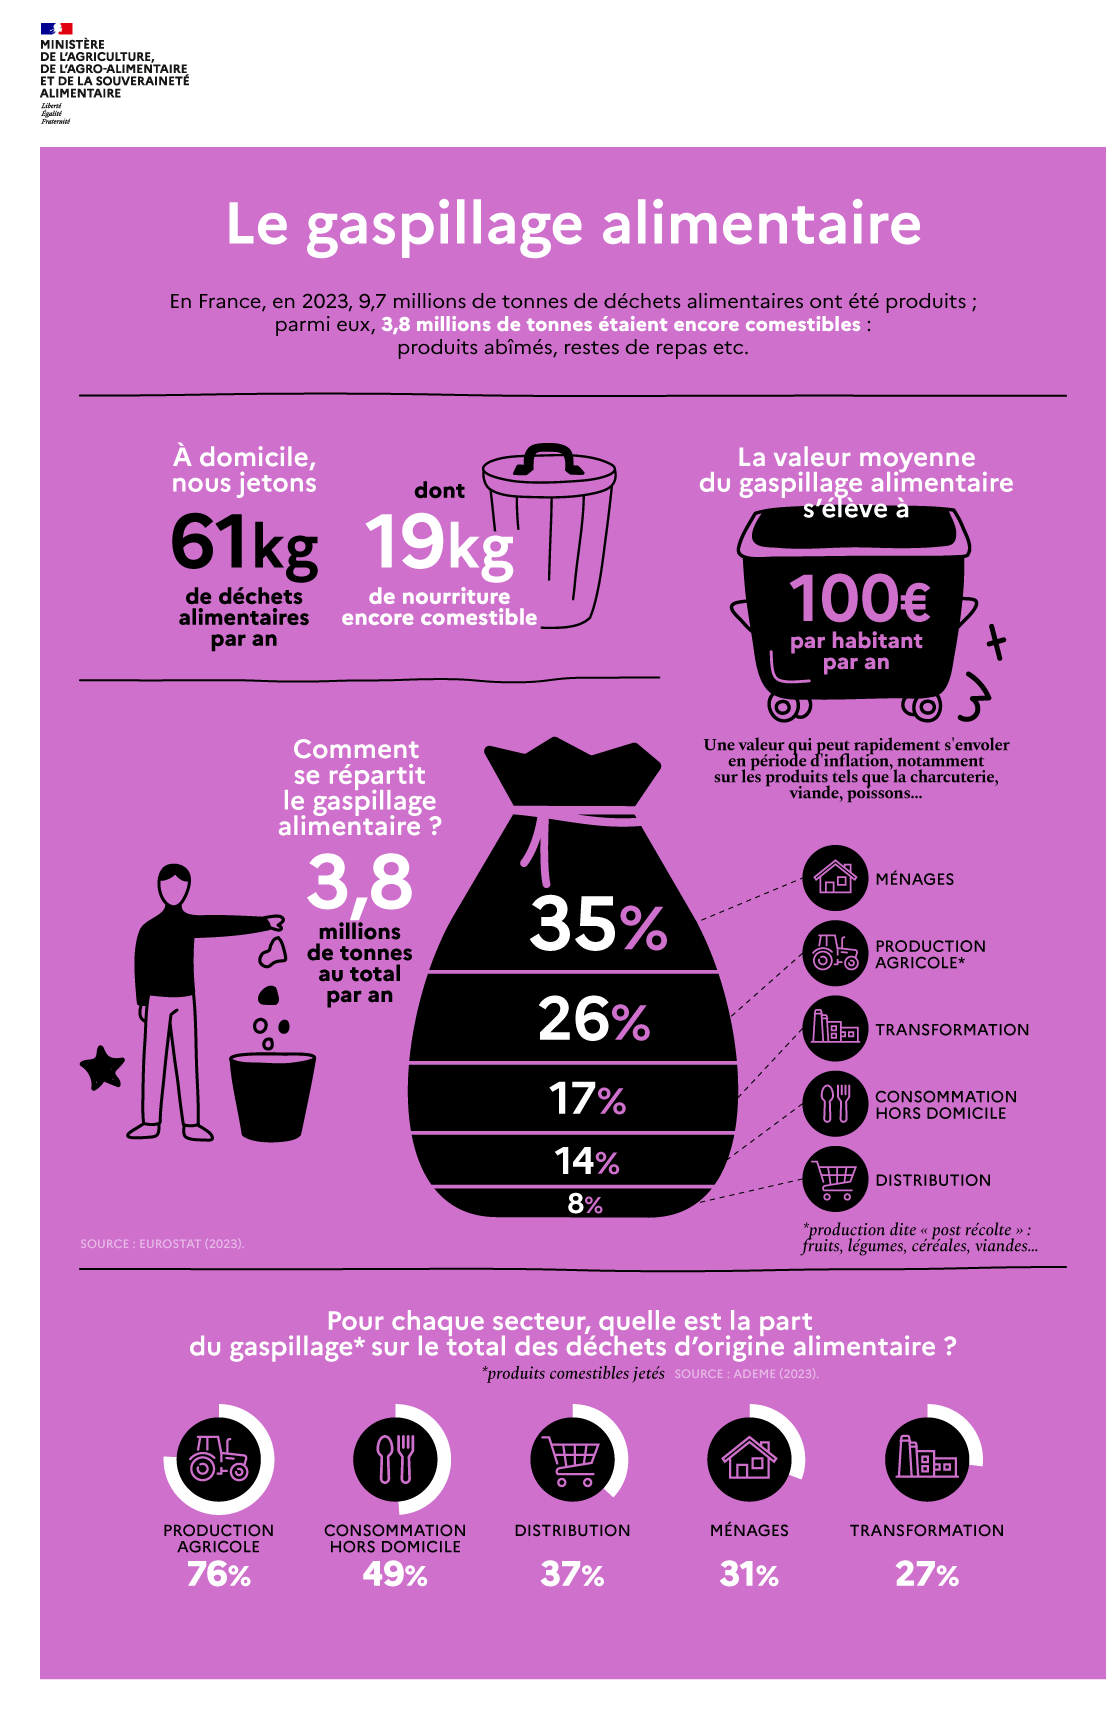 MINISTÈRE
DE L'AGRICULTURE,
DE L'AGRO-ALIMENTAIRE
ET DE LA SOUVERAINETÉ
ALIMENTAIRE
Liberté
Égalité
Fraternité
Le gaspillage alimentaire
En France, en 2023, 9,7 millions de tonnes de déchets alimentaires ont été produits ;
parmi eux, 3,8 millions de tonnes étaient encore comestibles :
produits abîmés, restes de repas etc.
À domicile,
nous jetons
61kg
de déchets
alimentaires
par an
dont
19kg
de nourriture
encore comestible
La valeur moyenne
du gaspillage alimentaire
s'élève à
100€
par habitant
par an
Une valeur qui peut rapidement s'envoler
en période d'inflation, notamment
sur les produits tels que la charcuterie,
viande, poissons...
Comment
se répartit
le gaspillage
alimentaire ?
3,8
millions
de tonnes
au total
par an
35%
26%
17%
14%
8%
MÉNAGES
PRODUCTION
AGRICOLE*
TRANSFORMATION
CONSOMMATION
HORS DOMICILE
DISTRIBUTION
*production dite « post récolte » :
fruits, légumes, céréales, viandes...
SOURCE : EUROSTAT (2023).
Pour chaque secteur, quelle est la part
du gaspillage* sur le total des déchets d'origine alimentaire ?
*produits comestibles jetés SOURCE : ADEME (2023).
PRODUCTION
AGRICOLE
76%
CONSOMMATION
HORS DOMICILE
49%
DISTRIBUTION
37%
MÉNAGES
31%
TRANSFORMATION
27%